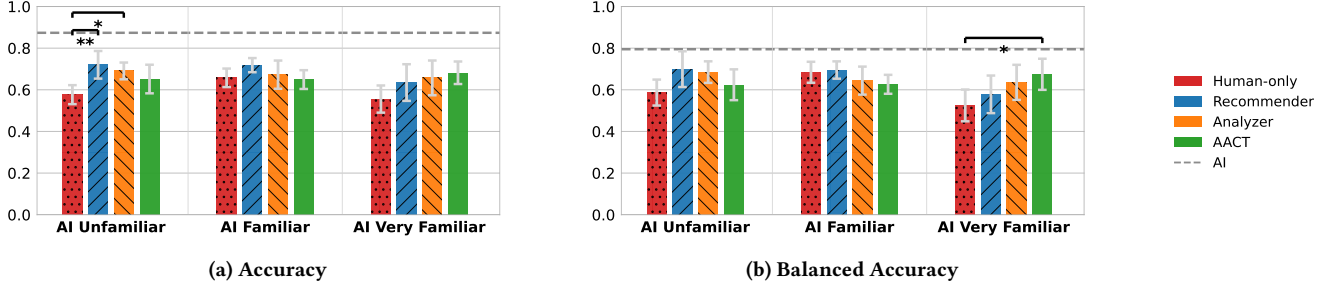 1.0
0.8
0.6
0.4
0.2
0.0
*
**
AI Unfamiliar AI Familiar AI Very Familiar
(a) Accuracy
1.0
0.8
0.6
0.4
0.2
0.0
*
AI Unfamiliar AI Familiar AI Very Familiar
(b) Balanced Accuracy
Human-only
Recommender
Analyzer
AACT
AI